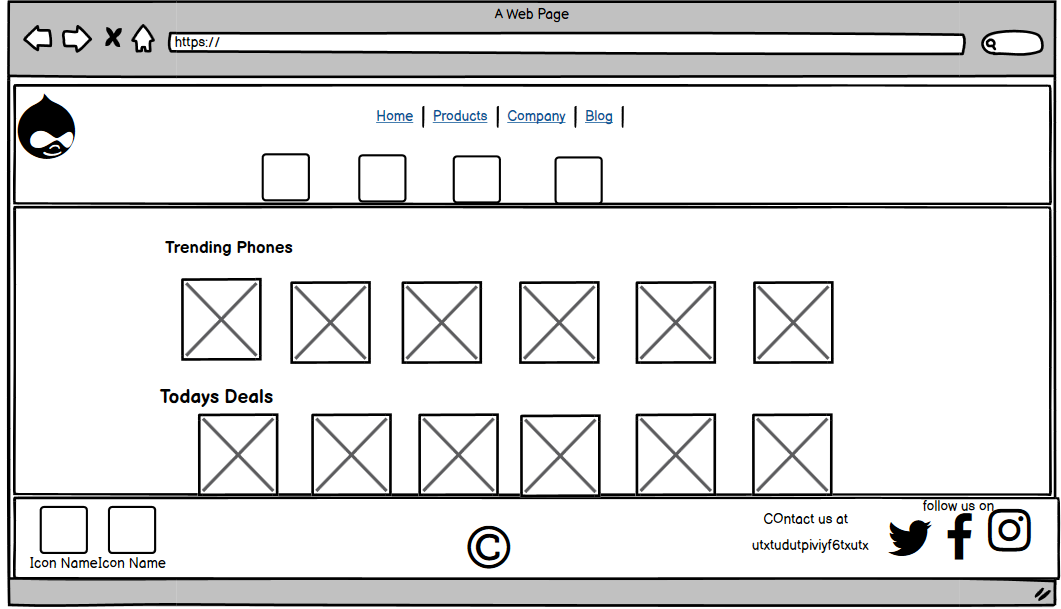 A Web Page
https://
Home | Products | Company | Blog |
Trending Phones
Todays Deals
Icon Name Icon Name
©
COntact us at
utxtudutpiviyf6txutx
follow us on